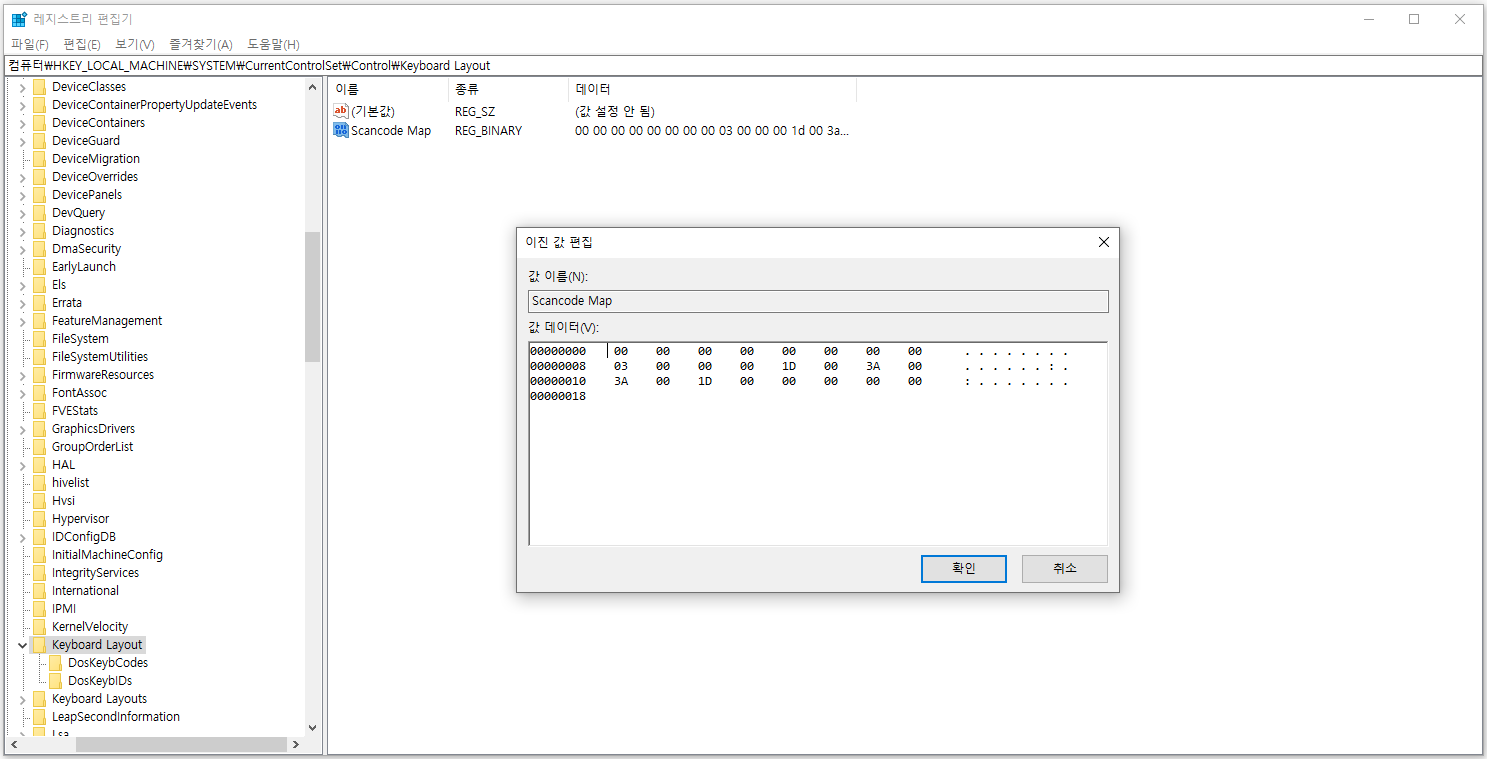 레지스트리 편집기
파일(F) 편집(E) 보기(V) 즐겨찾기(A) 도움말(H)
컴퓨터₩HKEY_LOCAL_MACHINE₩SYSTEM₩CurrentControlSet₩Control₩Keyboard Layout
DeviceClasses
DeviceContainerPropertyUpdateEvents
DeviceContainers
DeviceGuard
DeviceMigration
DeviceOverrides
DevicePanels
DevQuery
Diagnostics
DmaSecurity
EarlyLaunch
Els
Errata
FeatureManagement
FileSystem
FileSystemUtilities
FirmwareResources
FontAssoc
FVEStats
GraphicsDrivers
GroupOrderList
HAL
hivelist
Hvsi
Hypervisor
IDConfigDB
InitialMachineConfig
IntegrityServices
International
IPMI
KernelVelocity
Keyboard Layout
DosKeybCodes
DosKeybIDs
Keyboard Layouts
LeapSecondInformation
Lsa
이름 종류 데이터
ab (기본값) REG_SZ (값 설정 안 됨)
Scancode Map REG_BINARY 00 00 00 00 00 00 00 00 03 00 00 00 1d 00 3a...
이진 값 편집
값 이름(N):
Scancode Map
값 데이터(V):
00000000 00 00 00 00 00 00 00 00 . . . . . . . .
00000008 03 00 00 00 1D 00 3A 00 . . . . . . : .
00000010 3A 00 1D 00 00 00 00 00 : . . . . . . .
00000018
확인 취소